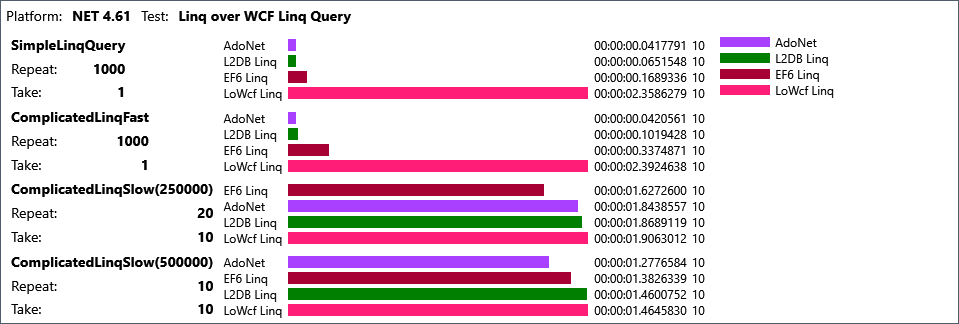 Platform: NET 4.61 Test: Linq over WCF Linq Query
SimpleLinqQuery
Repeat: 1000
Take: 1
AdoNet 00:00:00.0417791 10
L2DB Linq 00:00:00.0651548 10
EF6 Linq 00:00:00.1689336 10
LoWcf Linq 00:00:02.3586279 10
AdoNet
L2DB Linq
EF6 Linq
LoWcf Linq
ComplicatedLinqFast
Repeat: 1000
Take: 1
AdoNet 00:00:00.0420561 10
L2DB Linq 00:00:00.1019428 10
EF6 Linq 00:00:00.3374871 10
LoWcf Linq 00:00:02.3924638 10
ComplicatedLinqSlow(250000)
Repeat: 20
Take: 10
EF6 Linq 00:00:01.6272600 10
AdoNet 00:00:01.8438557 10
L2DB Linq 00:00:01.8689119 10
LoWcf Linq 00:00:01.9063012 10
ComplicatedLinqSlow(500000)
Repeat: 10
Take: 10
AdoNet 00:00:01.2776584 10
EF6 Linq 00:00:01.3826339 10
L2DB Linq 00:00:01.4600752 10
LoWcf Linq 00:00:01.4645830 10